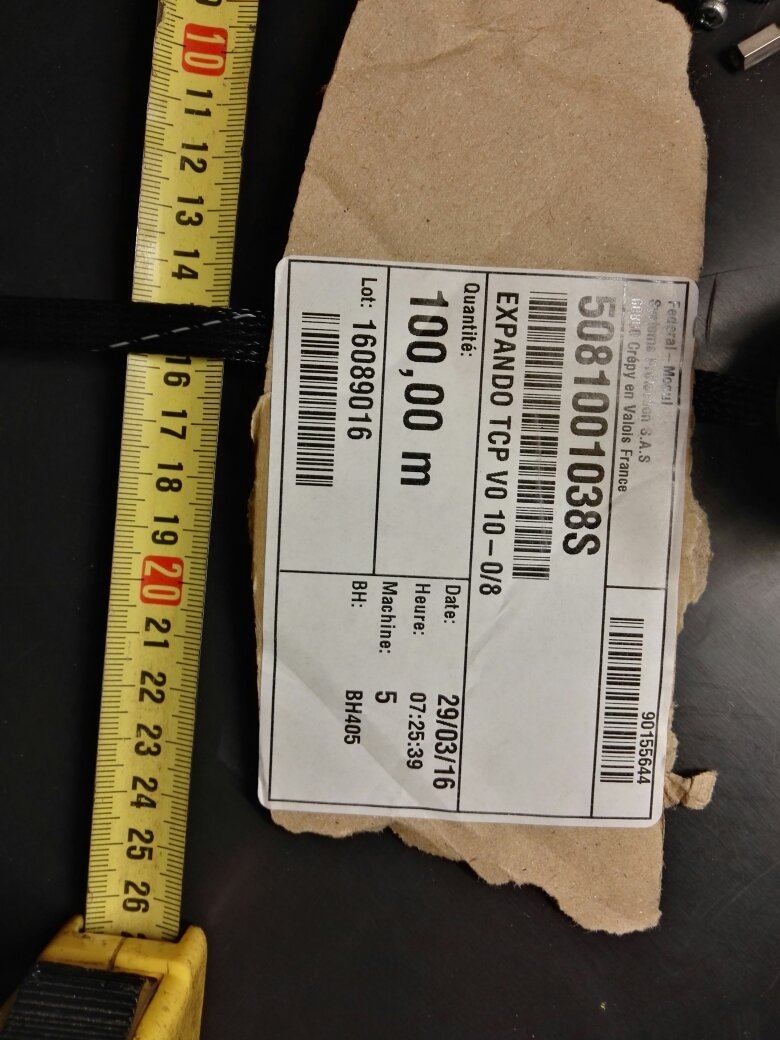 Federal – Mogul
Systems Protection S.A.S
60800 Crépy en Valois France
90155644
5081001038S
EXPANDO TCP V0 10–0/8
Quantité:
100,00 m
Lot: 16089016
Date: 29/03/16
Heure: 07:25:39
Machine: 5
BH: BH405
10 11 12 13 14 16 17 18 19 20 21 22 23 24 25 26